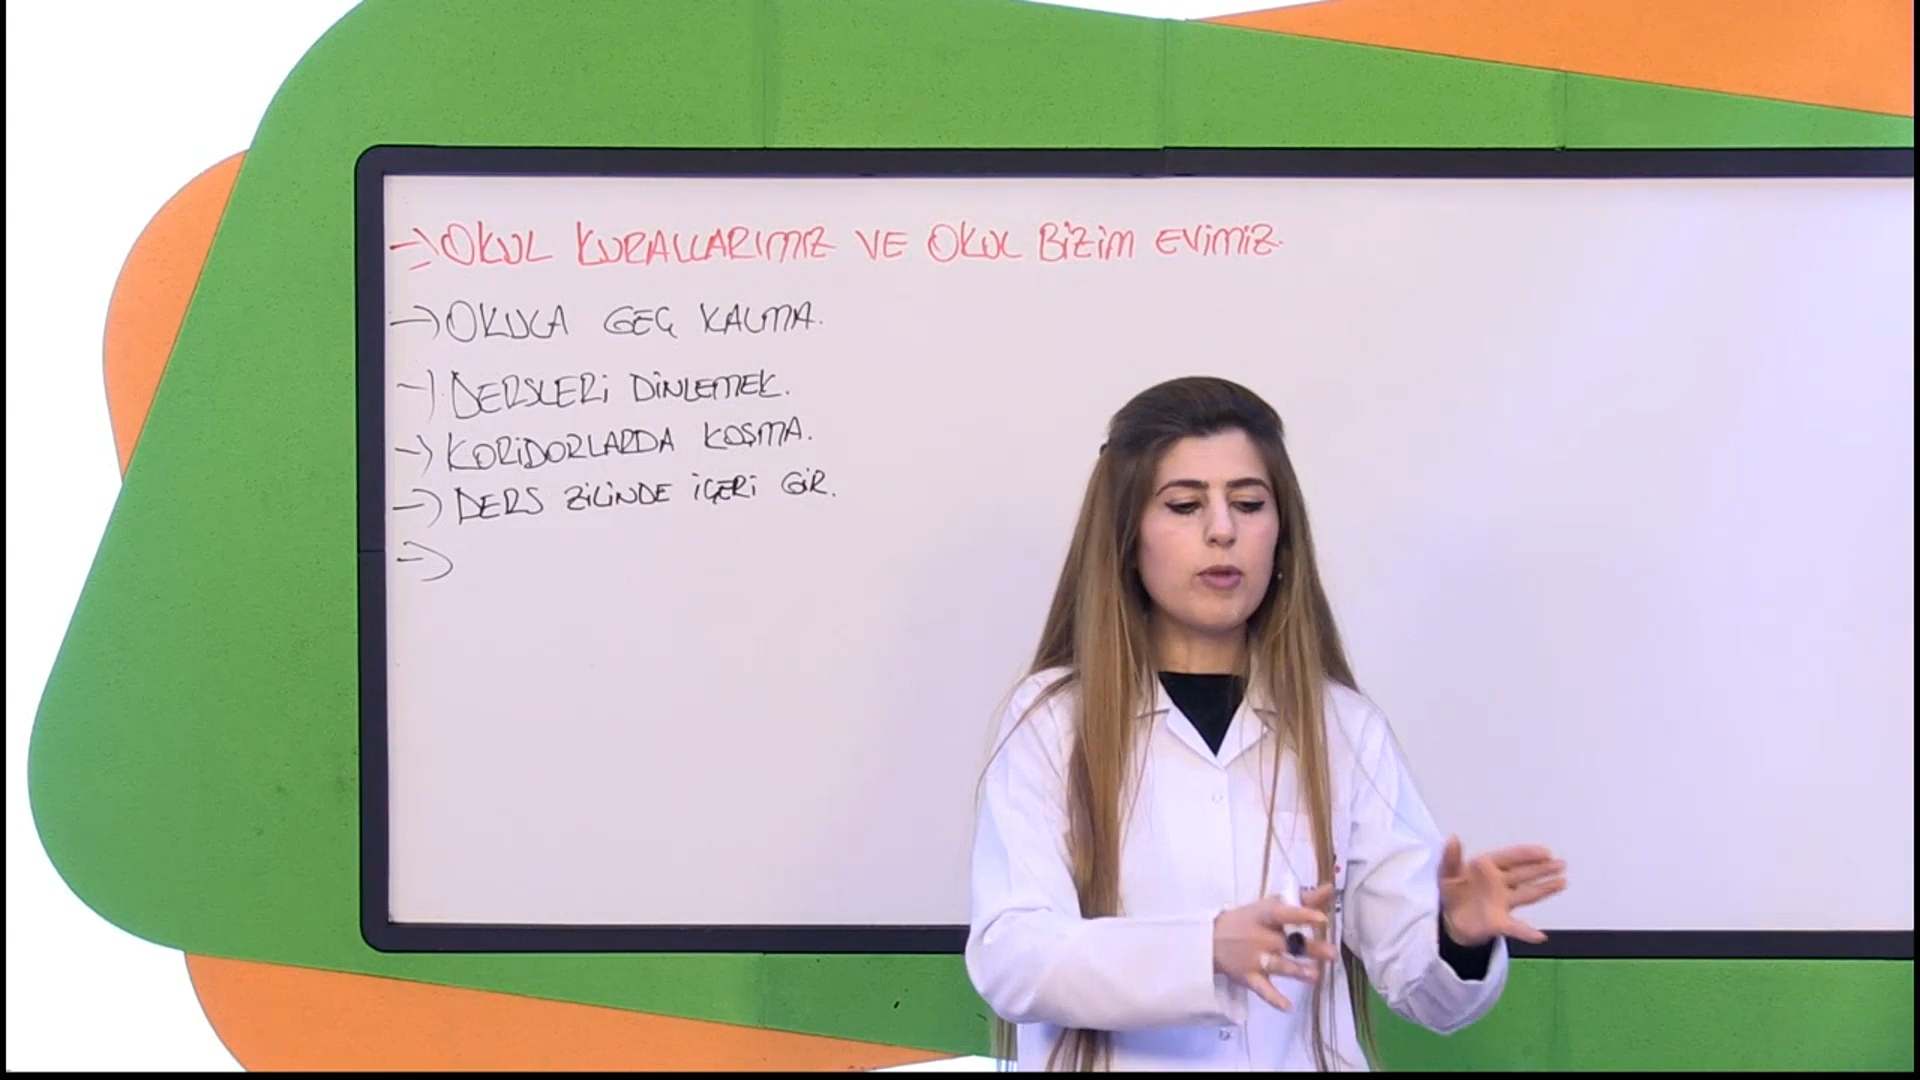 → OKUL KURALLARIMIZ VE OKUL BİZİM EVİMİZ.
→ OKULA GEÇ KALMA.
→ DERSLERİ DİNLEMEK.
→ KORİDORLARDA KOŞMA.
→ DERS ZİLİNDE İÇERİ GİR.
→